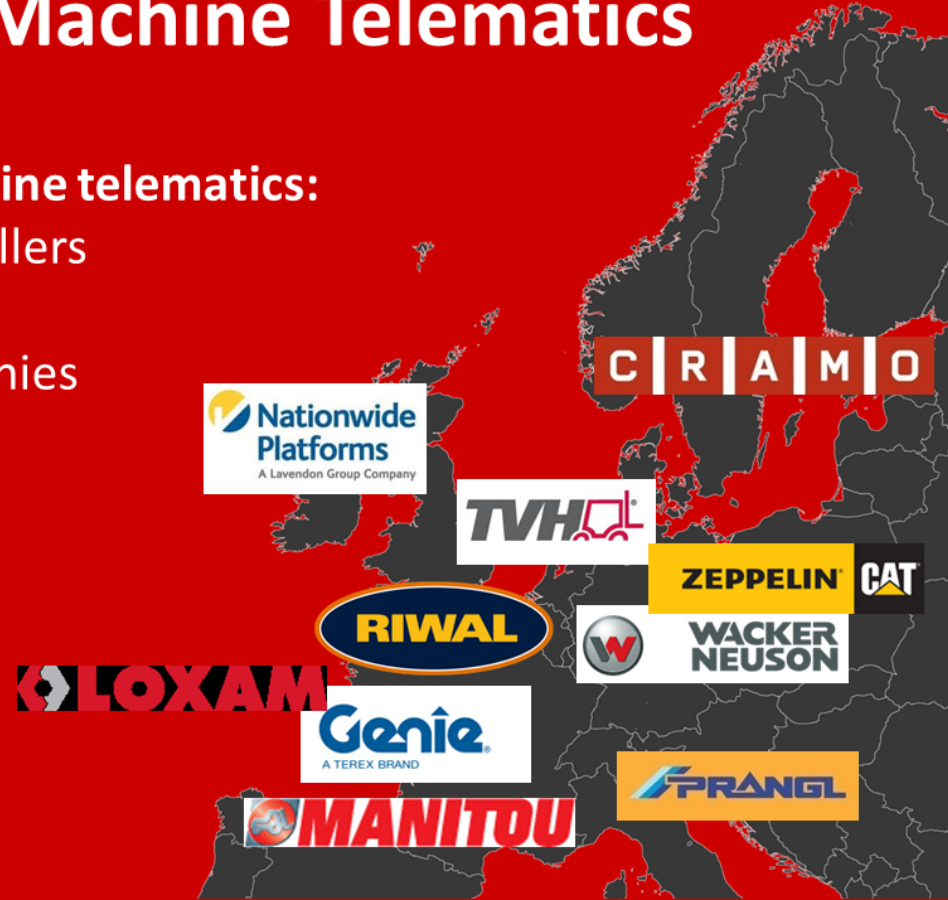 Machine Telematics
ine telematics:
llers
nies
C|R|A|M|O
Nationwide
Platforms
A Lavendon Group Company
TVH
ZEPPELIN CAT
RIWAL
W WACKER
NEUSON
LOXAM
Genie®
A TEREX BRAND
PRANGL
MANITOU